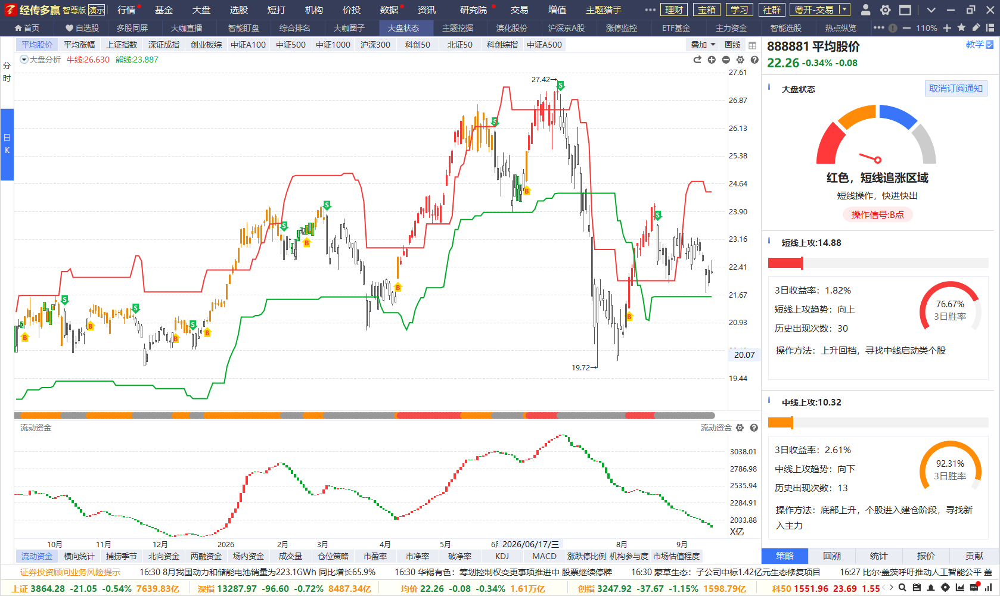 经传多赢 智尊版 演示 行情 基金 大盘 选股 短打 机构 价投 数据 资讯 研究院 交易 增值 主题猎手 ••• 理财 宝箱 学习 社群 粤开-交易
首页 自选股 多股同屏 大咖直播 智能盯盘 综合排名 大咖圈子 大盘状态 主题挖掘 滨化股份 沪深京A股 涨停监控 ETF基金 主力资金 智能选股 热点纵览 ••• 110%
平均股价 平均涨幅 上证指数 深证成指 创业板综 中证A100 中证500 中证1000 沪深300 科创50 北证50 科创综指 中证A500 叠加 画线
大盘分析 牛线:26.630 熊线:23.887
分时
日K
27.61
26.87
26.13
25.38
24.64
23.90
23.16
22.41
21.67
20.93
20.07
19.44
27.42→
19.72→
S S S S S S S S
B B B B B B B B
流动资金 流动资金
3038.01
2786.98
2535.94
2284.91
2033.88
X亿
10月 11月 12月 2026 2月 3月 4月 5月 2026/06/17/三 8月 9月
流动资金 横向统计 捕捞季节 北向资金 两融资金 场内资金 成交量 仓位策略 市盈率 市净率 破净率 KDJ MACD 涨跌停比例 机构参与度 市场估值程度
888881 平均股价 教学
22.26 -0.34% -0.08
大盘状态 取消订阅通知
红色，短线追涨区域
短线操作，快进快出
操作信号:B点
短线上攻:14.88
3日收益率：1.82%
短线上攻趋势：向上
历史出现次数：30
76.67%
3日胜率
操作方法：上升回档，寻找中线启动类个股
中线上攻:10.32
3日收益率：2.61%
中线上攻趋势：向下
历史出现次数：13
92.31%
3日胜率
操作方法：底部上升，个股进入建仓阶段，寻找新
入主力
策略 回溯 统计 报价 贡献
证券投资顾问业务风险提示 16:30 8月我国动力和储能电池销量为223.1GWh 同比增长65.9% 16:30 华锡有色：筹划控制权变更事项推进中 股票继续停牌 16:30 蒙草生态：子公司中标1.42亿元生态修复项目 16:27 比尔·盖茨呼吁推动人工智能公平 盖
上证 3864.28 -21.05 -0.54% 7639.83亿 深指 13287.97 -96.60 -0.72% 8487.34亿 均价 22.26 -0.08 -0.34% 1.61万亿 创指 3247.92 -37.67 -1.15% 1598.79亿 科50 1551.96 23.69 1.55